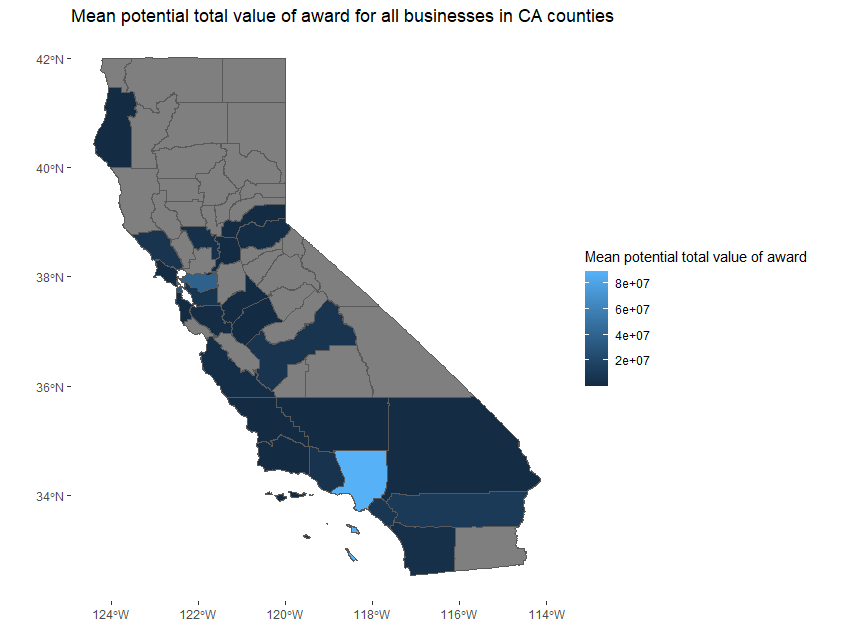 Mean potential total value of award for all businesses in CA counties
42°N
40°N
38°N
36°N
34°N
Mean potential total value of award
8e+07
6e+07
4e+07
2e+07
124°W
122°W
120°W
118°W
116°W
114°W